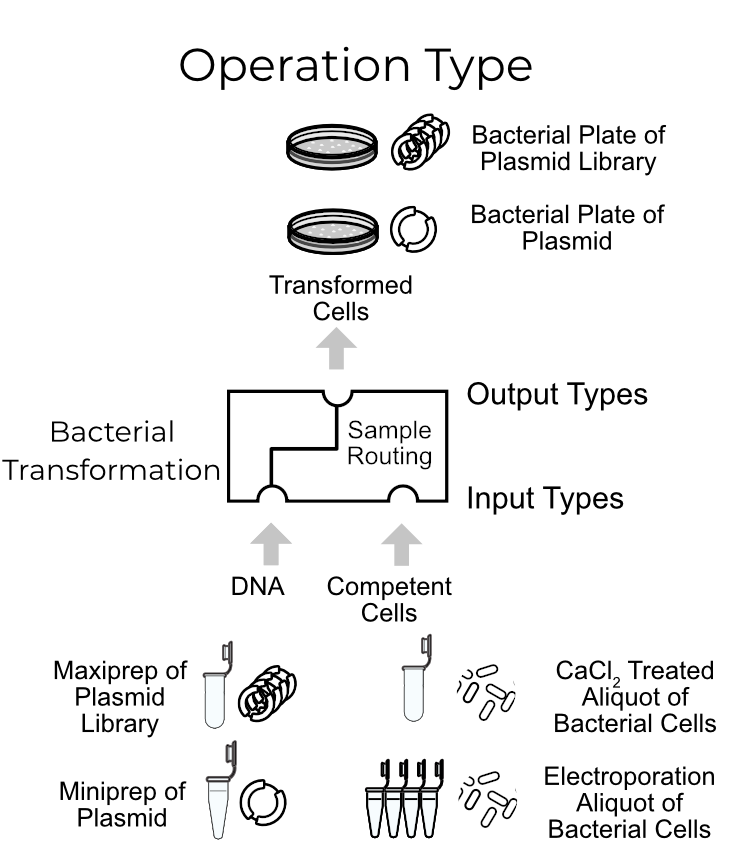 Operation Type
Bacterial Plate of
Plasmid Library
Bacterial Plate of
Plasmid
Transformed
Cells
Output Types
Bacterial
Transformation
Sample
Routing
Input Types
DNA
Competent
Cells
Maxiprep of
Plasmid
Library
CaCl₂ Treated
Aliquot of
Bacterial Cells
Miniprep of
Plasmid
Electroporation
Aliquot of
Bacterial Cells